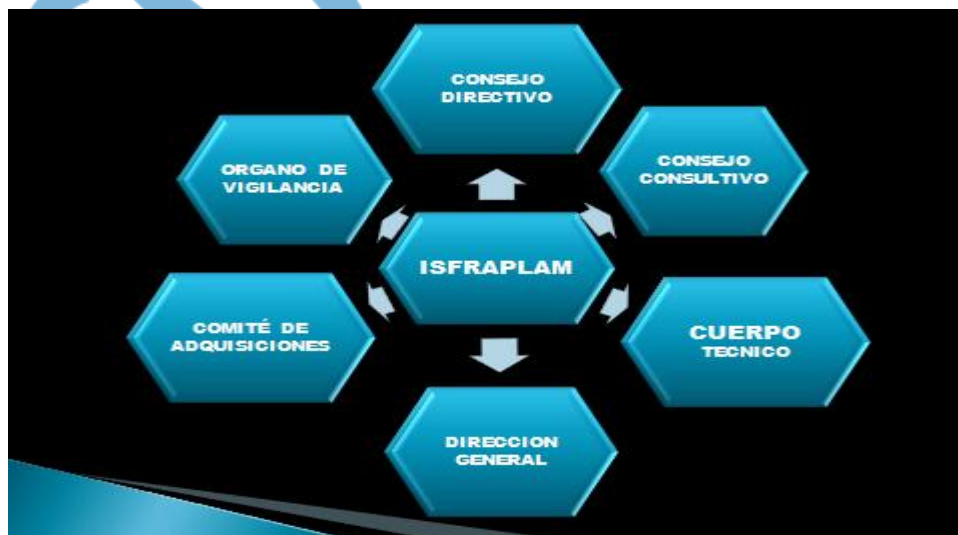 CONSEJO
DIRECTIVO
ORGANO DE
VIGILANCIA
CONSEJO
CONSULTIVO
ISFRAPLAM
COMITÉ DE
ADQUISICIONES
CUERPO
TECNICO
DIRECCION
GENERAL